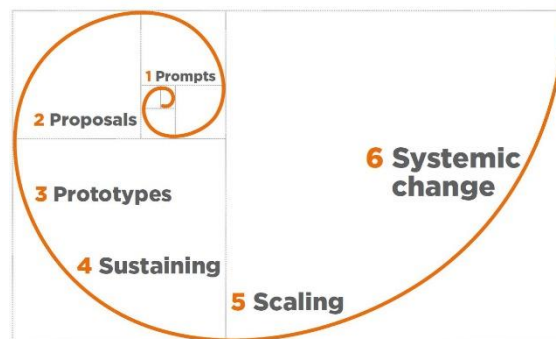 1 Prompts
2 Proposals
3 Prototypes
4 Sustaining
5 Scaling
6 Systemic
change